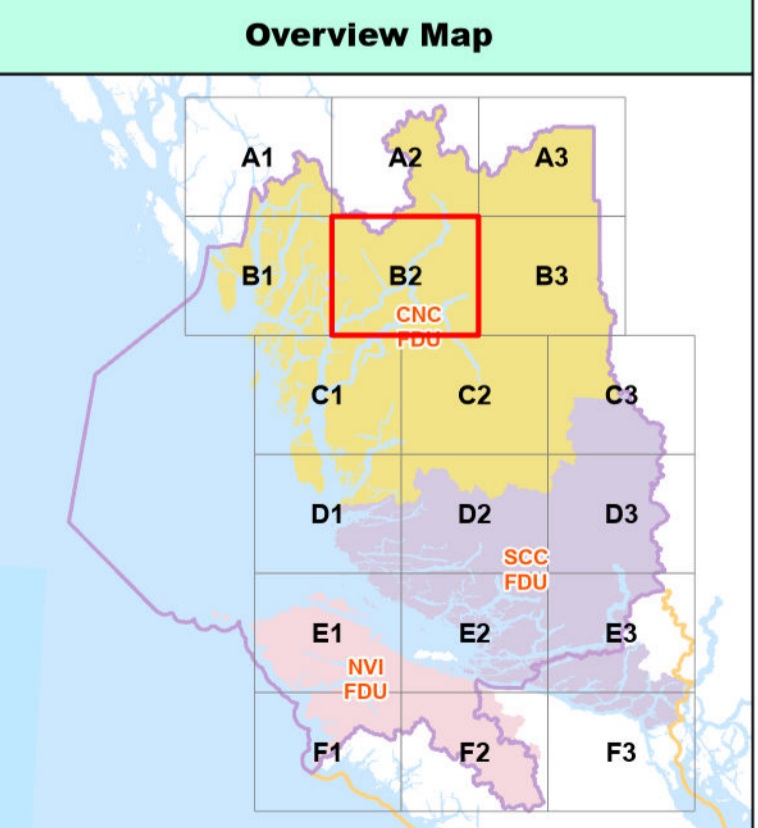 Overview Map
A1
A2
A3
B1
B2
B3
CNC
FDU
C1
C2
C3
D1
D2
D3
SCC
FDU
E1
E2
E3
NVI
FDU
F1
F2
F3